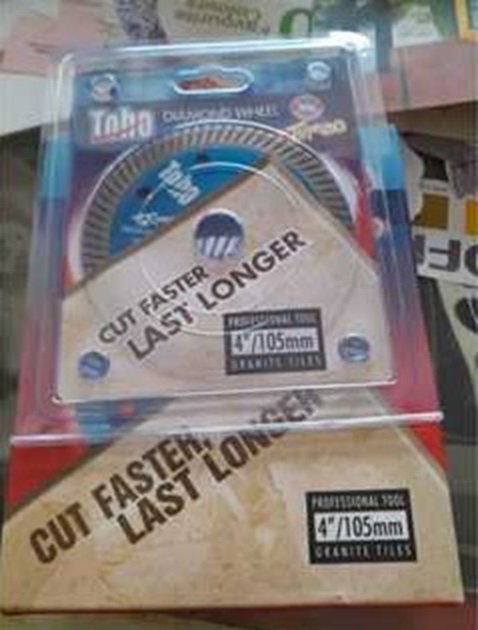 Toho
DIAMOND WHEEL
TOHO
CUT FASTER
LAST LONGER
PROFESSIONAL TOOL
4"/105mm
GRANITE TILES
CUT FASTER,
LAST LONGER
PROFESSIONAL TOOL
4"/105mm
GRANITE TILES